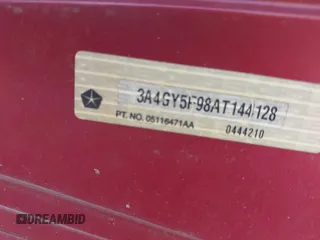 3A4GY5F98AT144128
PT. NO. 05116471AA 0444210
DREAMBID